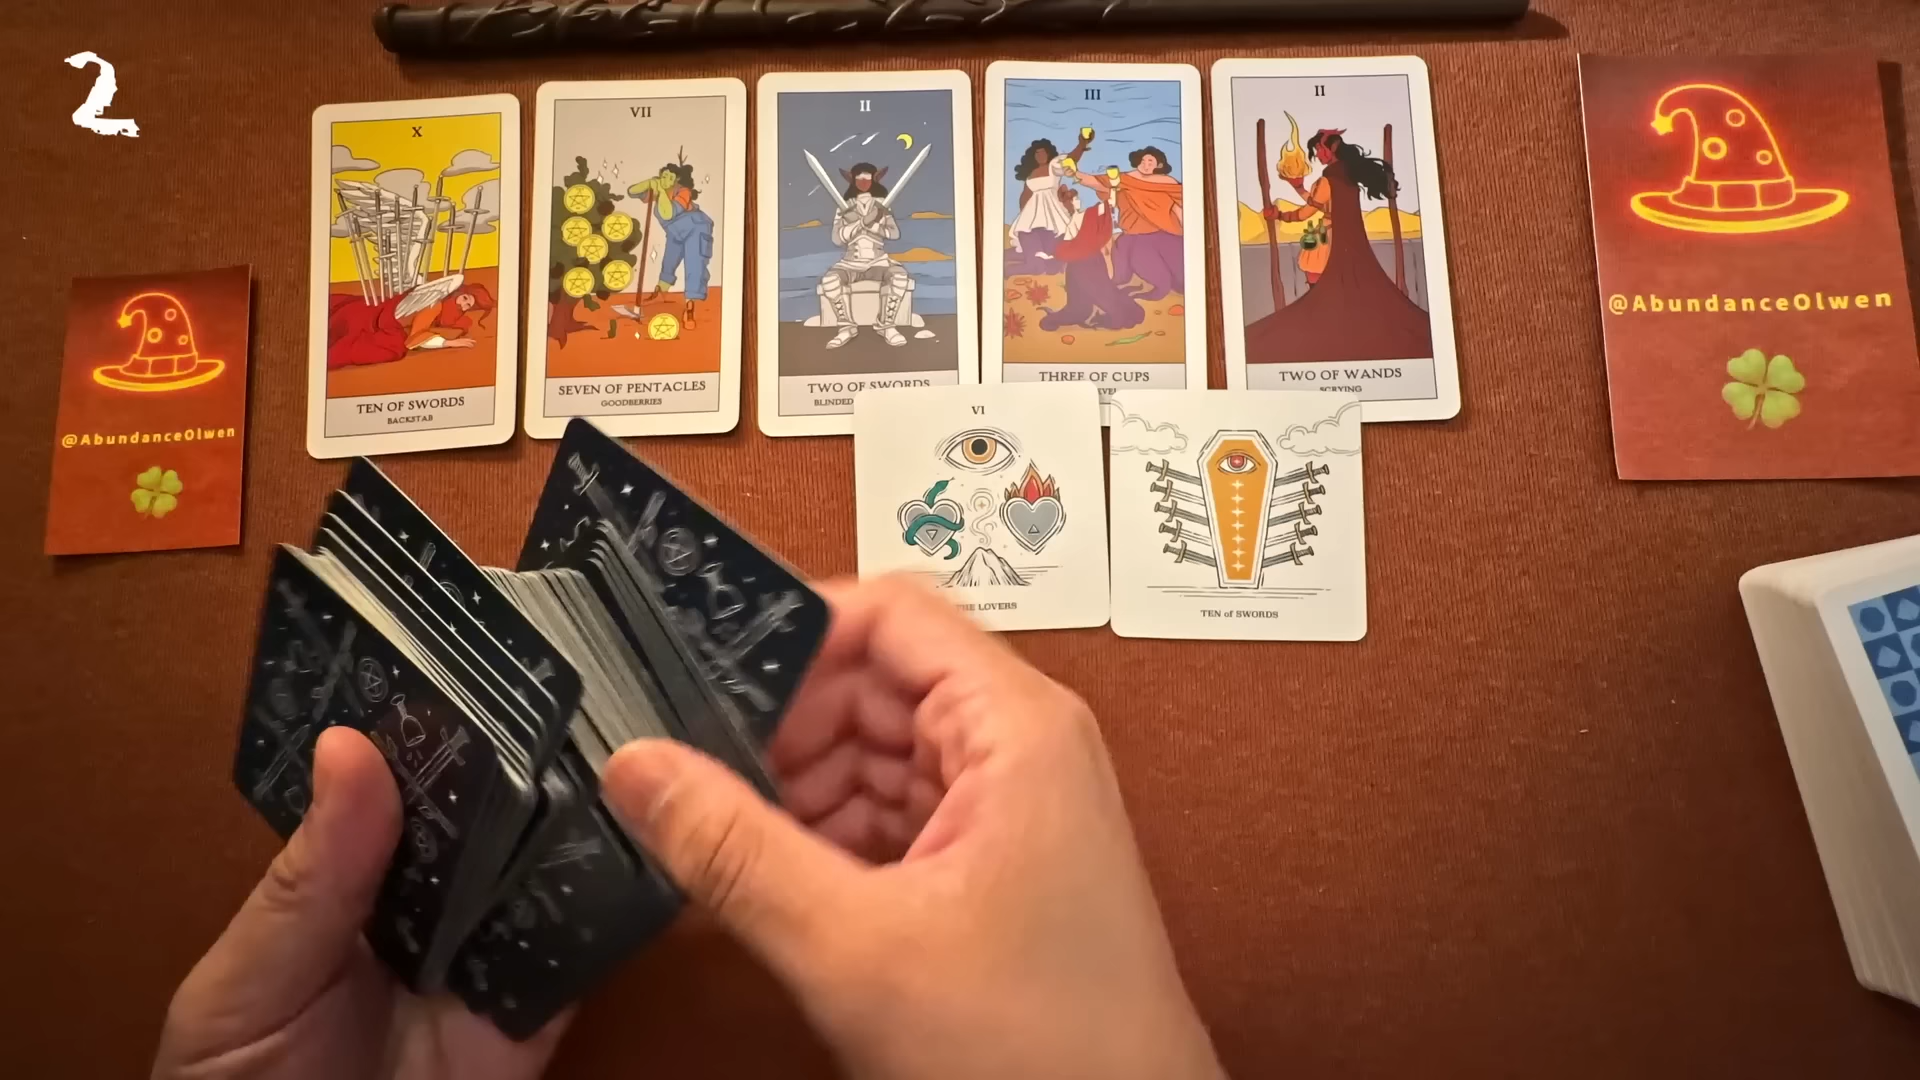 2
X
TEN OF SWORDS
BACKSTAB
VII
SEVEN OF PENTACLES
GOODBERRIES
II
TWO OF SWORDS
BLINDED
III
THREE OF CUPS
II
TWO OF WANDS
SCRYING
@AbundanceOlwen
@AbundanceOlwen
VI
THE LOVERS
TEN of SWORDS